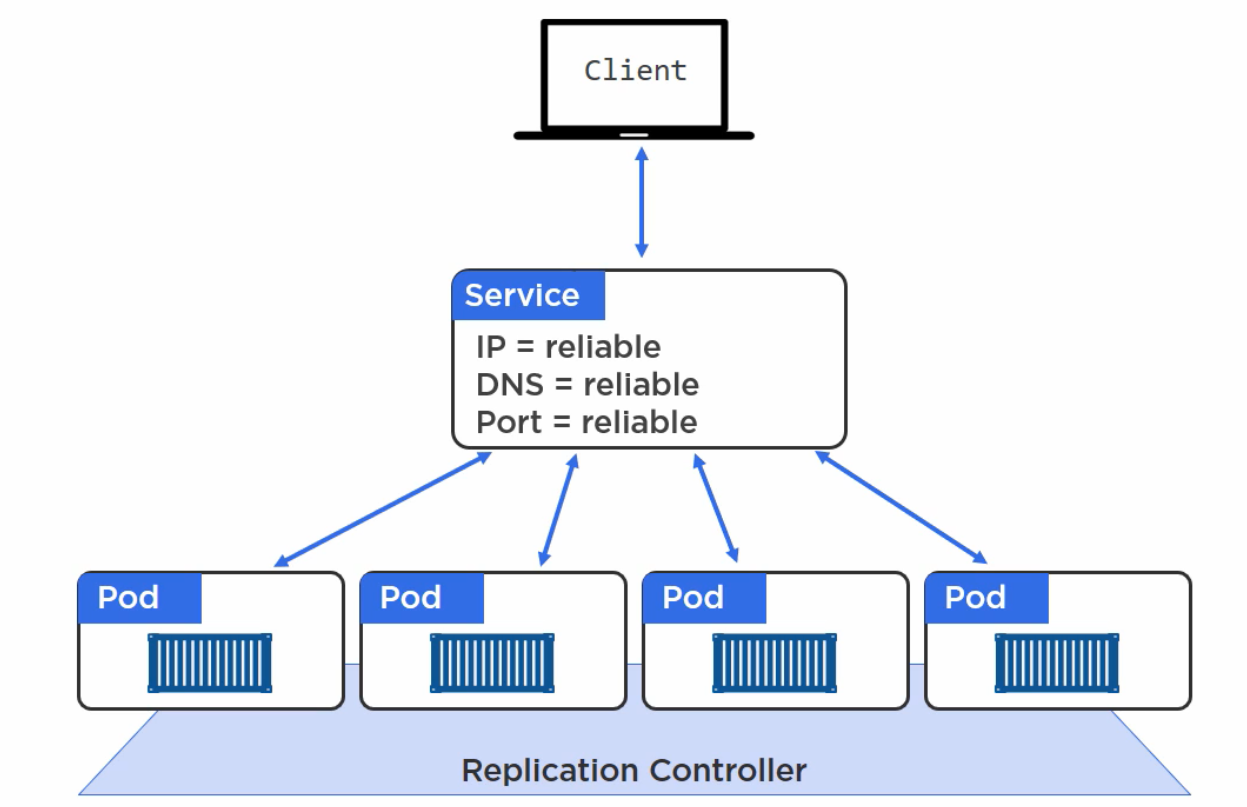 Client
Service
IP = reliable
DNS = reliable
Port = reliable
Pod
Pod
Pod
Pod
Replication Controller